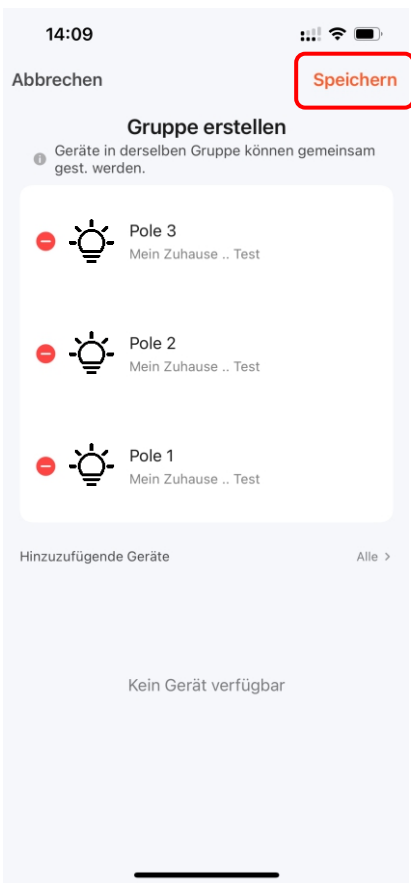 14:09
Abbrechen
Speichern
Gruppe erstellen
Geräte in derselben Gruppe können gemeinsam
gest. werden.
Pole 3
Mein Zuhause .. Test
Pole 2
Mein Zuhause .. Test
Pole 1
Mein Zuhause .. Test
Hinzuzufügende Geräte
Alle >
Kein Gerät verfügbar